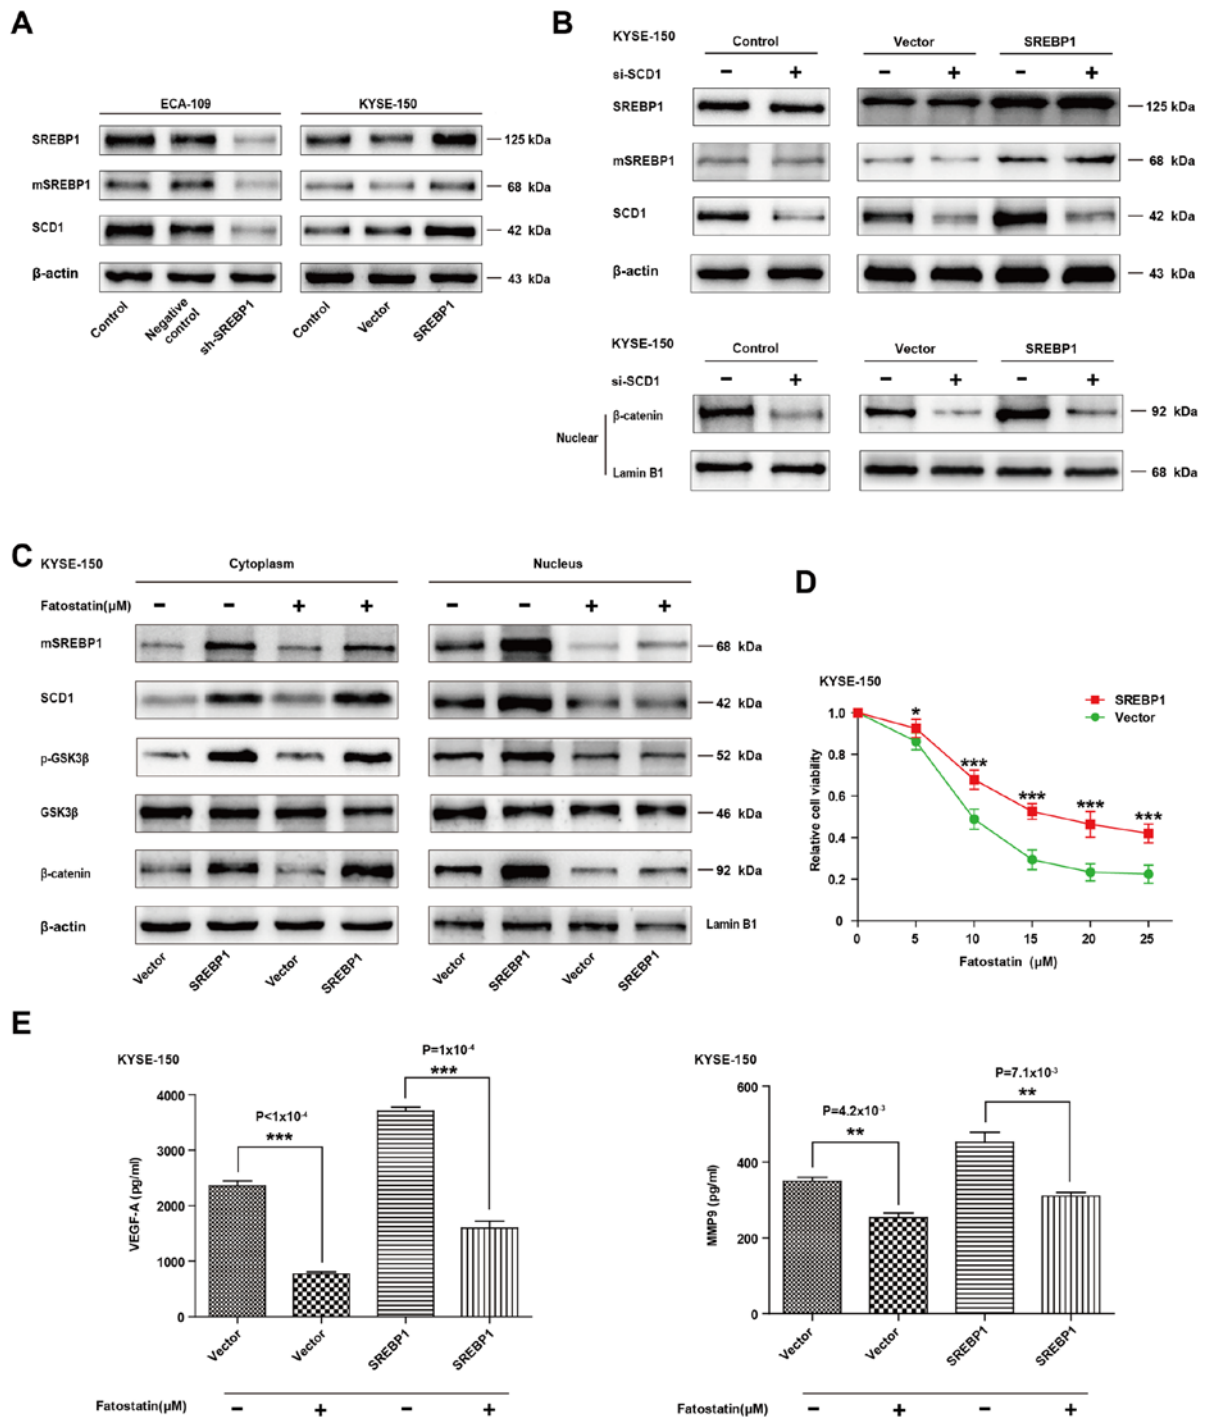 A
ECA-109 KYSE-150
SREBP1 125 kDa
mSREBP1 68 kDa
SCD1 42 kDa
β-actin 43 kDa
Control Negative control sh-SREBP1 Control Vector SREBP1
B
KYSE-150 Control Vector SREBP1
si-SCD1 − + − + − +
SREBP1 125 kDa
mSREBP1 68 kDa
SCD1 42 kDa
β-actin 43 kDa
KYSE-150 Control Vector SREBP1
si-SCD1 − + − + − +
Nuclear
β-catenin 92 kDa
Lamin B1 68 kDa
C
KYSE-150 Cytoplasm Nucleus
Fatostatin(μM) − − + + − − + +
mSREBP1 68 kDa
SCD1 42 kDa
p-GSK3β 52 kDa
GSK3β 46 kDa
β-catenin 92 kDa
β-actin Lamin B1
Vector SREBP1 Vector SREBP1 Vector SREBP1 Vector SREBP1
D
KYSE-150
SREBP1
Vector
Relative cell viability
1.0
0.8
0.6
0.4
0.2
0
* *** *** *** ***
0 5 10 15 20 25
Fatostatin (μM)
E
KYSE-150
VEGF-A (pg/ml)
4000
3000
2000
1000
0
P<1x10-4
***
P=1x10-4
***
Vector Vector SREBP1 SREBP1
Fatostatin(μM) − + − +
KYSE-150
MMP9 (pg/ml)
600
400
200
0
P=4.2x10-3
**
P=7.1x10-3
**
Vector Vector SREBP1 SREBP1
Fatostatin(μM) − + − +